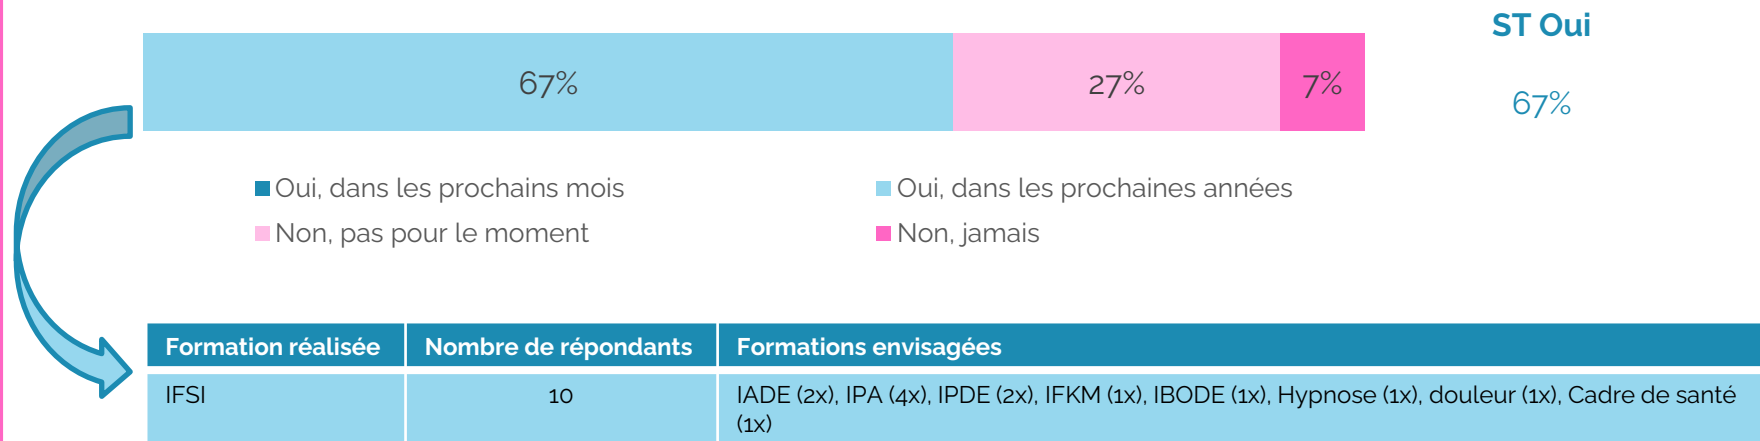 ST Oui
67% 27% 7% 67%
Oui, dans les prochains mois Oui, dans les prochaines années
Non, pas pour le moment Non, jamais
Formation réalisée Nombre de répondants Formations envisagées
IFSI 10 IADE (2x), IPA (4x), IPDE (2x), IFKM (1x), IBODE (1x), Hypnose (1x), douleur (1x), Cadre de santé
(1x)